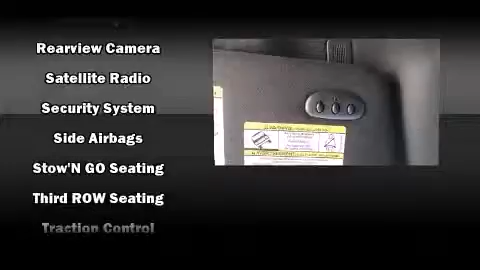 Rearview Camera
Satellite Radio
Security System
Side Airbags
Stow'N GO Seating
Third ROW Seating
Traction Control